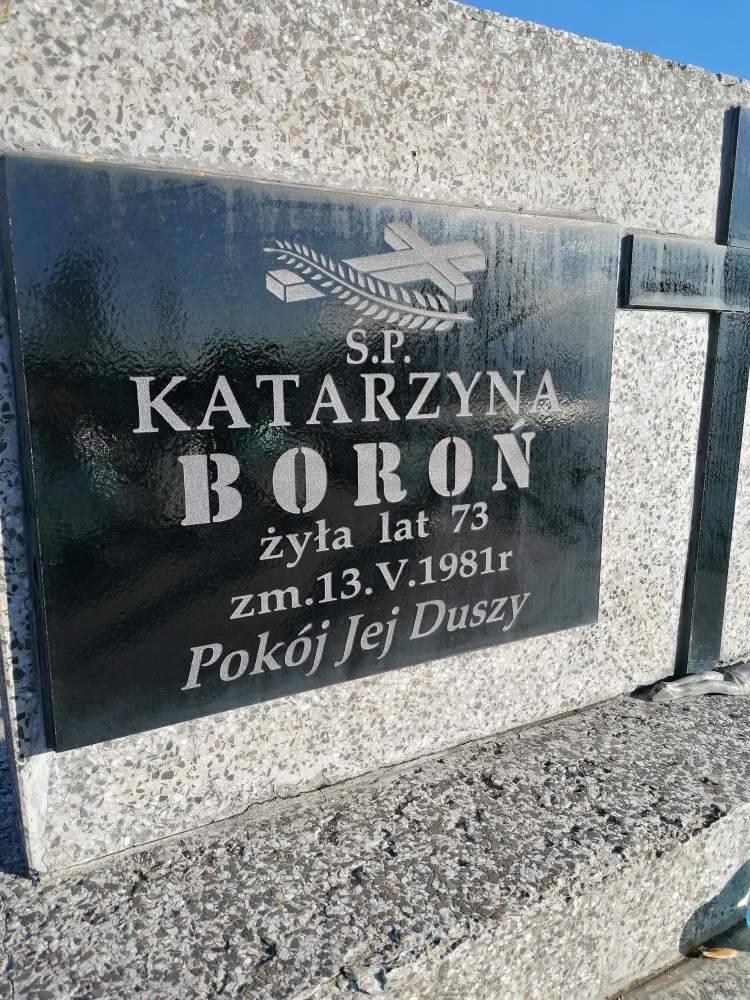 Ś.P.
KATARZYNA
BOROŃ
żyła lat 73
zm.13.V.1981r
Pokój Jej Duszy